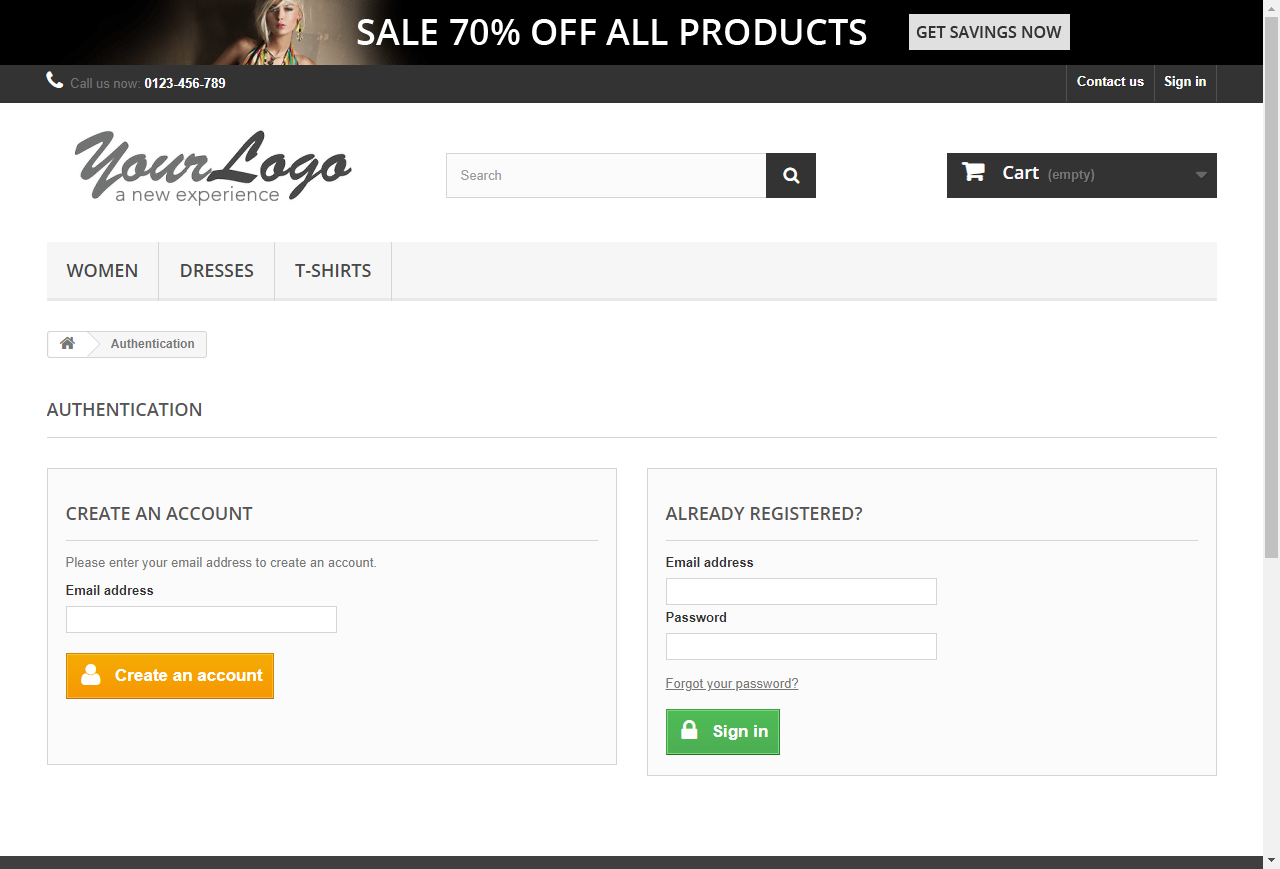 SALE 70% OFF ALL PRODUCTS GET SAVINGS NOW
Call us now: 0123-456-789 Contact us Sign in
YourLogo
a new experience
Search
Cart (empty)
WOMEN DRESSES T-SHIRTS
Authentication
AUTHENTICATION
CREATE AN ACCOUNT
Please enter your email address to create an account.
Email address
Create an account
ALREADY REGISTERED?
Email address
Password
Forgot your password?
Sign in